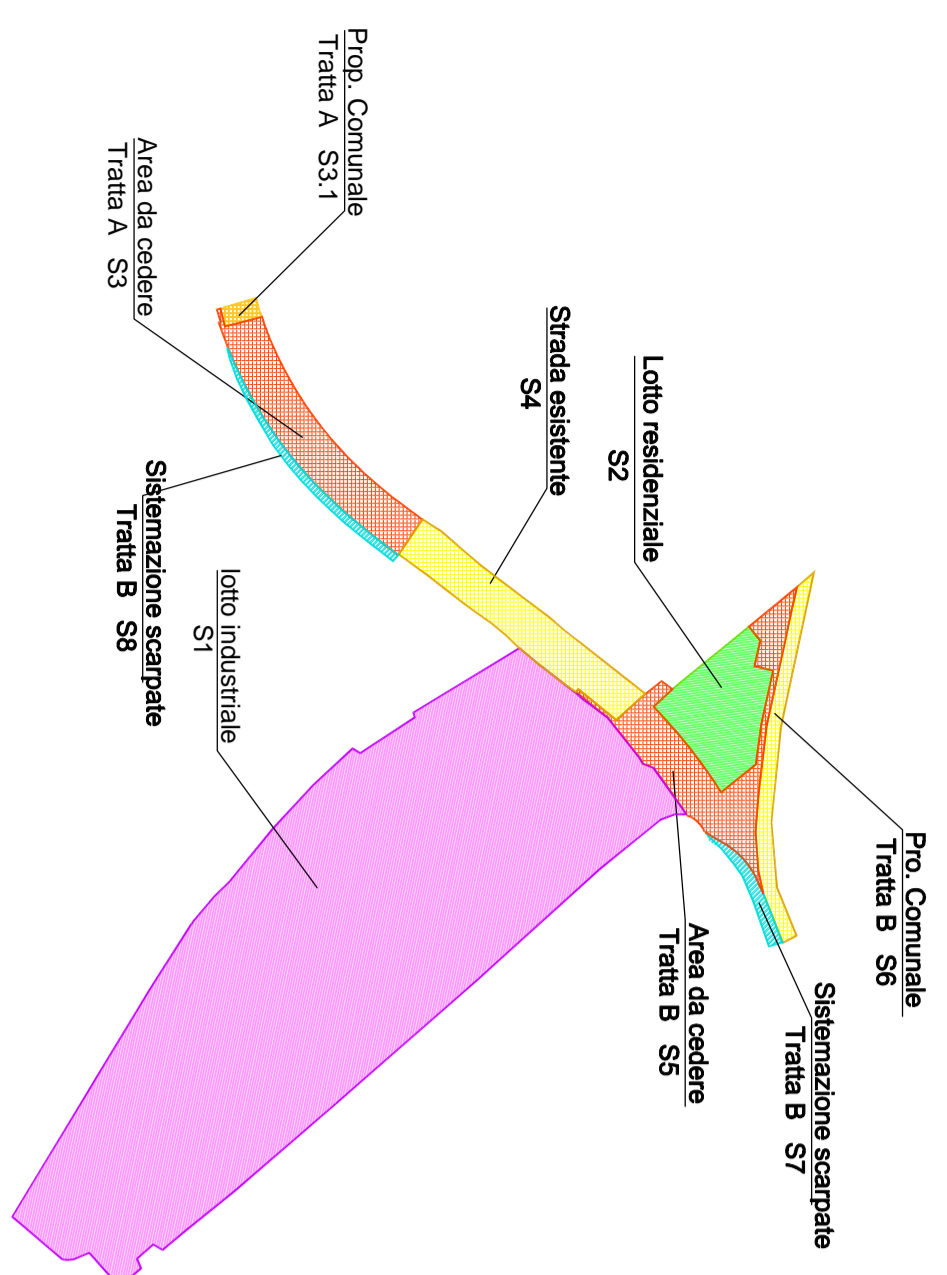 Prop. Comunale
Tratta A S3.1
Area da cedere
Tratta A S3
Strada esistente
S4
Lotto residenziale
S2
Sistemazione scarpate
Tratta B S8
lotto industriale
S1
Pro. Comunale
Tratta B S6
Area da cedere
Tratta B S5
Sistemazione scarpate
Tratta B S7